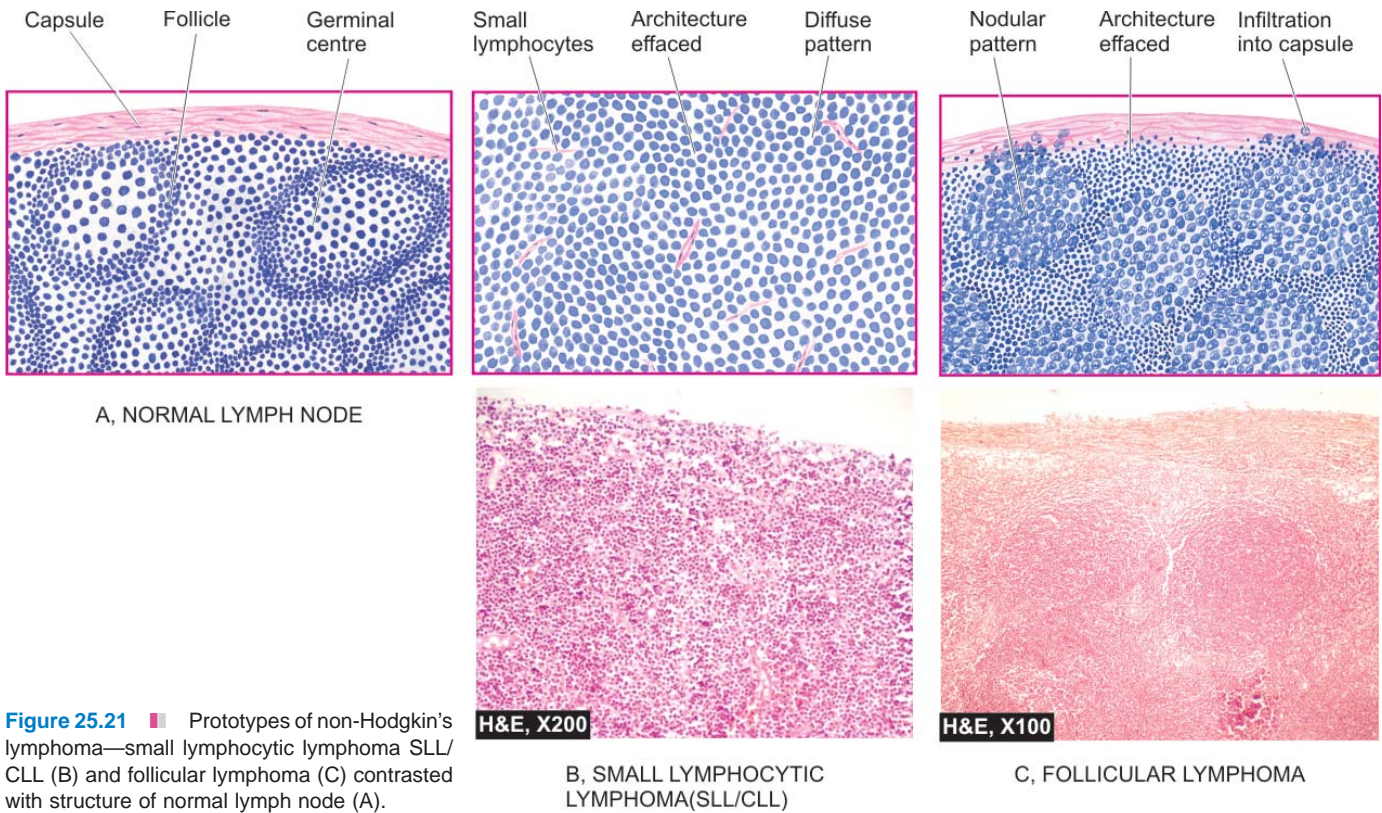 Capsule
Follicle
Germinal
centre
Small
lymphocytes
Architecture
effaced
Diffuse
pattern
Nodular
pattern
Architecture
effaced
Infiltration
into capsule
A, NORMAL LYMPH NODE
H&E, X200
H&E, X100
B, SMALL LYMPHOCYTIC
LYMPHOMA(SLL/CLL)
C, FOLLICULAR LYMPHOMA
Figure 25.21 Prototypes of non-Hodgkin's
lymphoma—small lymphocytic lymphoma SLL/
CLL (B) and follicular lymphoma (C) contrasted
with structure of normal lymph node (A).